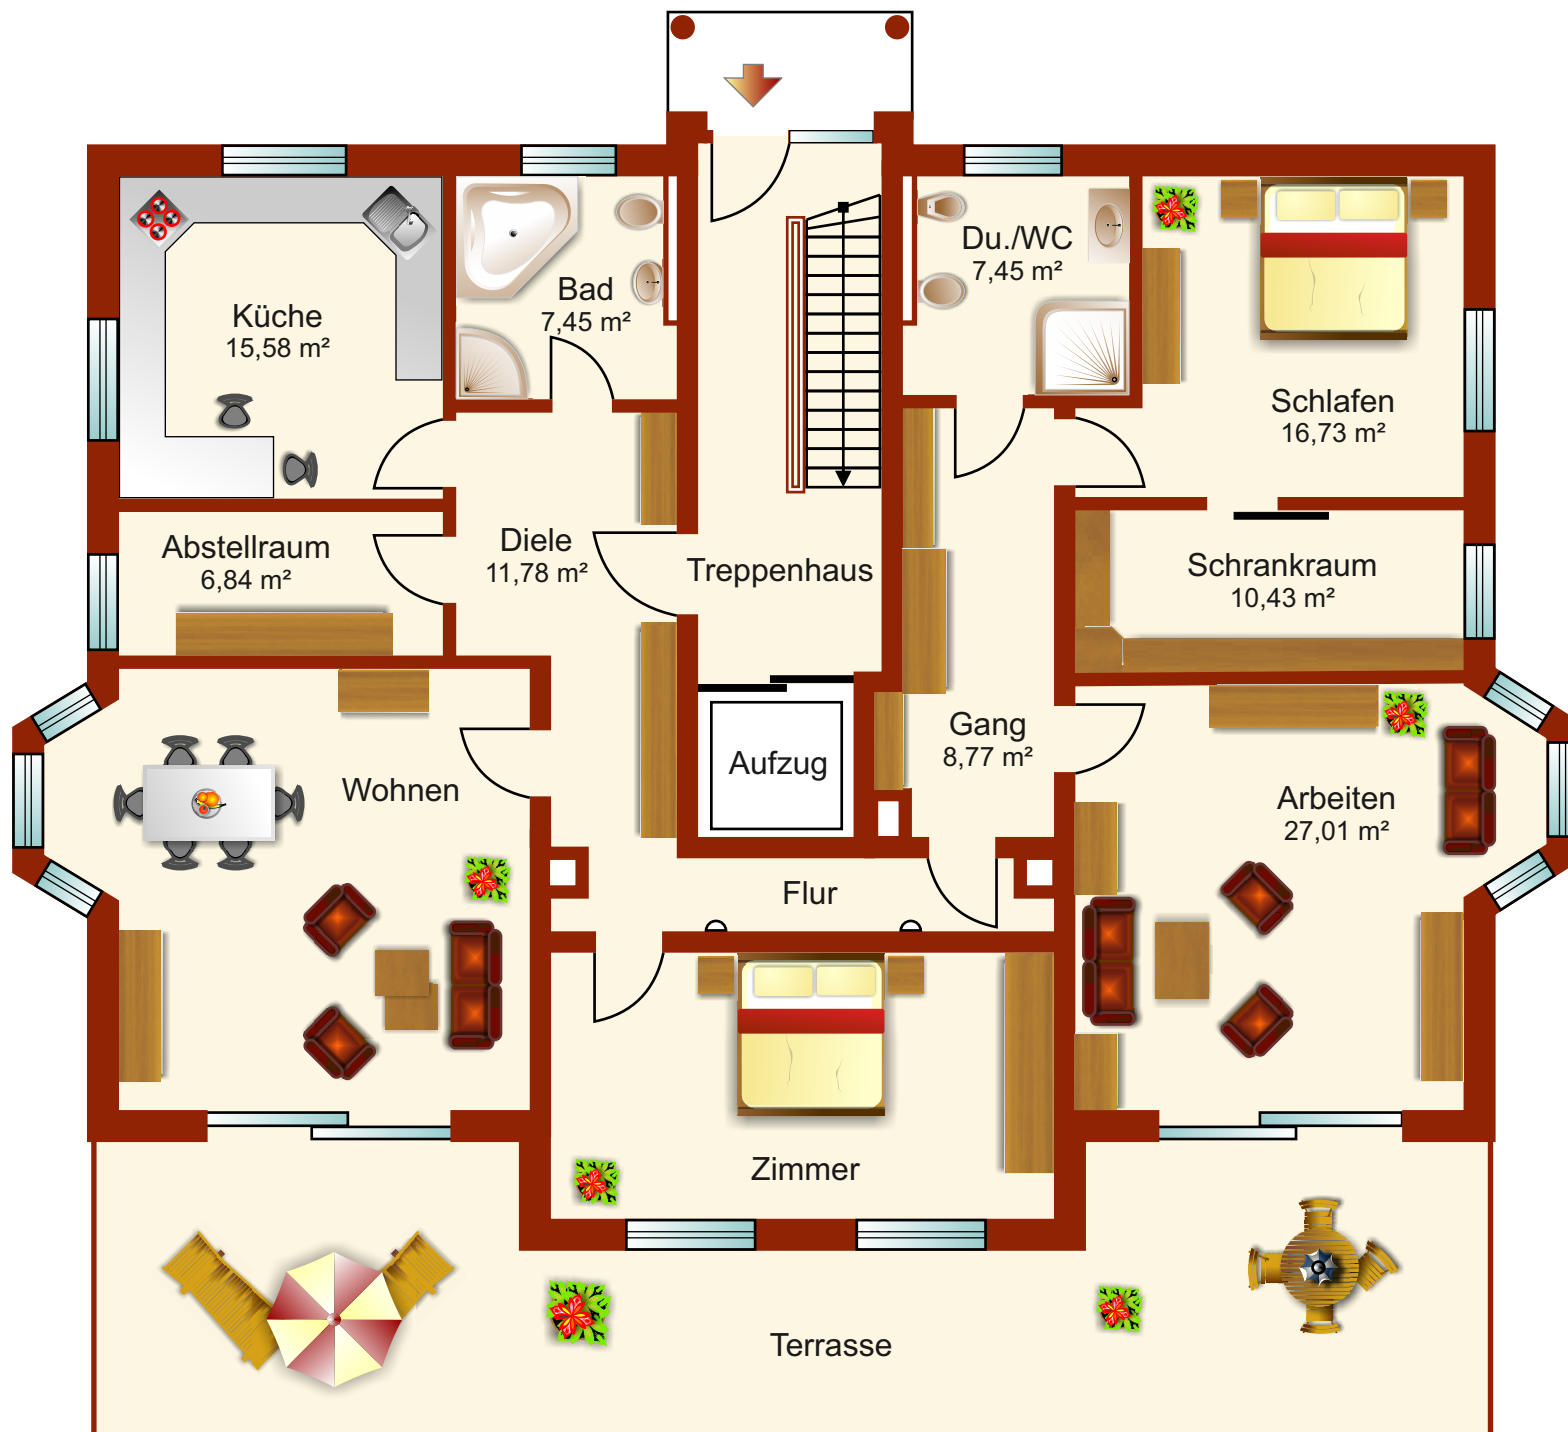 Küche
15,58 m²
Bad
7,45 m²
Du./WC
7,45 m²
Schlafen
16,73 m²
Abstellraum
6,84 m²
Diele
11,78 m²
Treppenhaus
Schrankraum
10,43 m²
Wohnen
Aufzug
Gang
8,77 m²
Arbeiten
27,01 m²
Flur
Zimmer
Terrasse